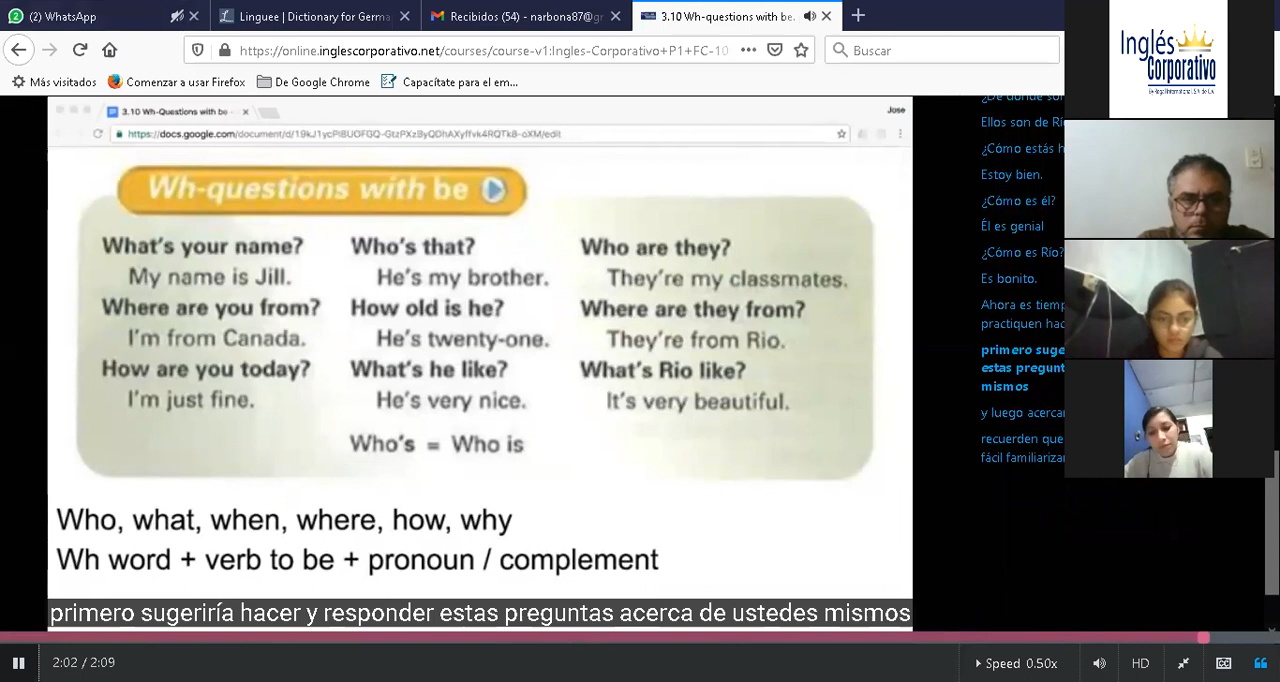 (2) WhatsApp
Linguee | Dictionary for Germa
Recibidos (54) - narbona87@gr
3.10 Wh-questions with be.
https://online.inglescorporativo.net/courses/course-v1:Ingles-Corporativo+P1+FC-10
Buscar
Más visitados
Comenzar a usar Firefox
De Google Chrome
Capacítate para el em...
Inglés
Corporativo
3.10 Wh-Questions with be -
Jose
Wh-questions with be
What's your name?
My name is Jill.
Where are you from?
I'm from Canada.
How are you today?
I'm just fine.
Who's that?
He's my brother.
How old is he?
He's twenty-one.
What's he like?
He's very nice.
Who's = Who is
Who are they?
They're my classmates.
Where are they from?
They're from Rio.
What's Rio like?
It's very beautiful.
Who, what, when, where, how, why
Wh word + verb to be + pronoun / complement
primero sugeriría hacer y responder estas preguntas acerca de ustedes mismos
Ellos son de Rí
¿Cómo estás h
Estoy bien.
¿Cómo es él?
Él es genial
¿Cómo es Río?
Es bonito.
Ahora es tiemp
practiquen hac
primero suge
estas pregunt
mismos
y luego acercar
recuerden que
fácil familiarizar
2:02 / 2:09
Speed 0.50x
HD
CC